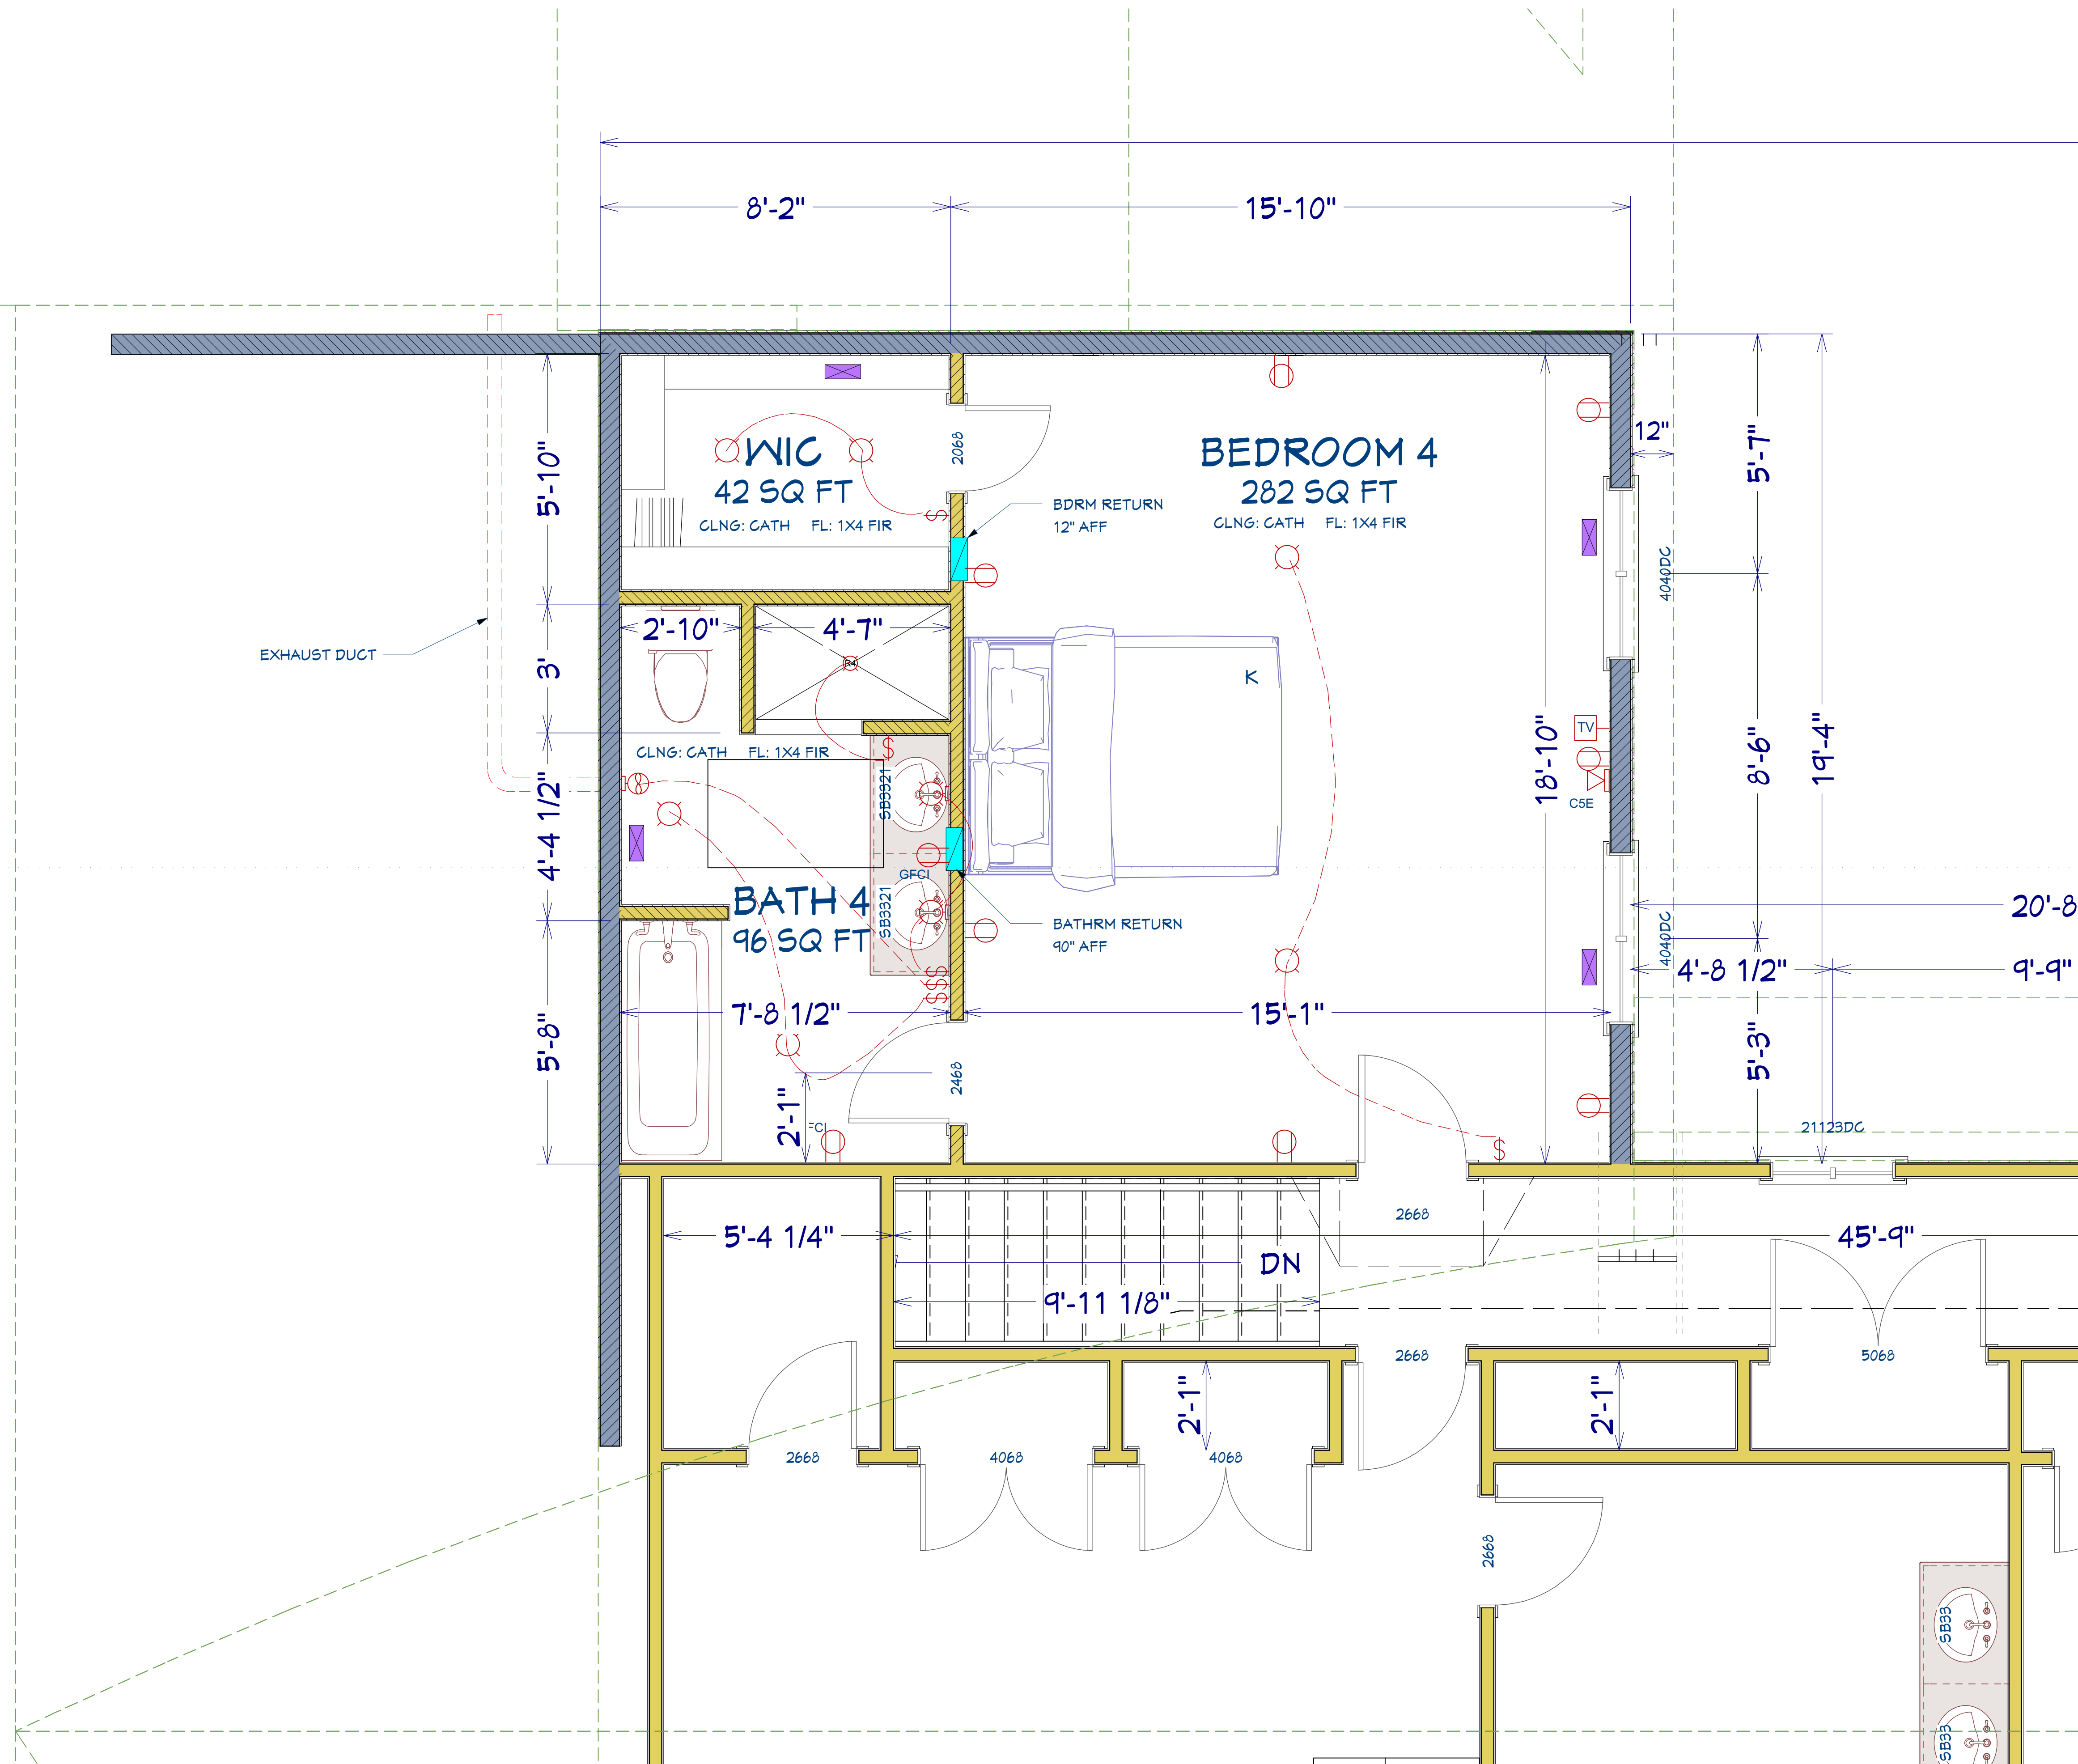 8'-2"
15'-10"
5'-10"
WIC
42 SQ FT
CLNG: CATH FL: 1X4 FIR
2068
BEDROOM 4
282 SQ FT
CLNG: CATH FL: 1X4 FIR
12"
5'-7"
BDRM RETURN
12" AFF
4040DC
EXHAUST DUCT
3'
2'-10"
4'-7"
R4
K
TV
C5E
18'-10"
8'-6"
19'-4"
CLNG: CATH FL: 1X4 FIR
SB3321
4'-4 1/2"
GFCI
BATH 4
96 SQ FT
SB3321
$
$
$
$
$
$
BATHRM RETURN
90" AFF
4040DC
20'-8
4'-8 1/2"
9'-9"
7'-8 1/2"
15'-1"
5'-8"
2468
2'-1"
FCI
5'-3"
21123DC
2668
5'-4 1/4"
45'-9"
DN
9'-11 1/8"
2668
5068
2'-1"
2'-1"
2668
4068
4068
2668
SB33
SB33